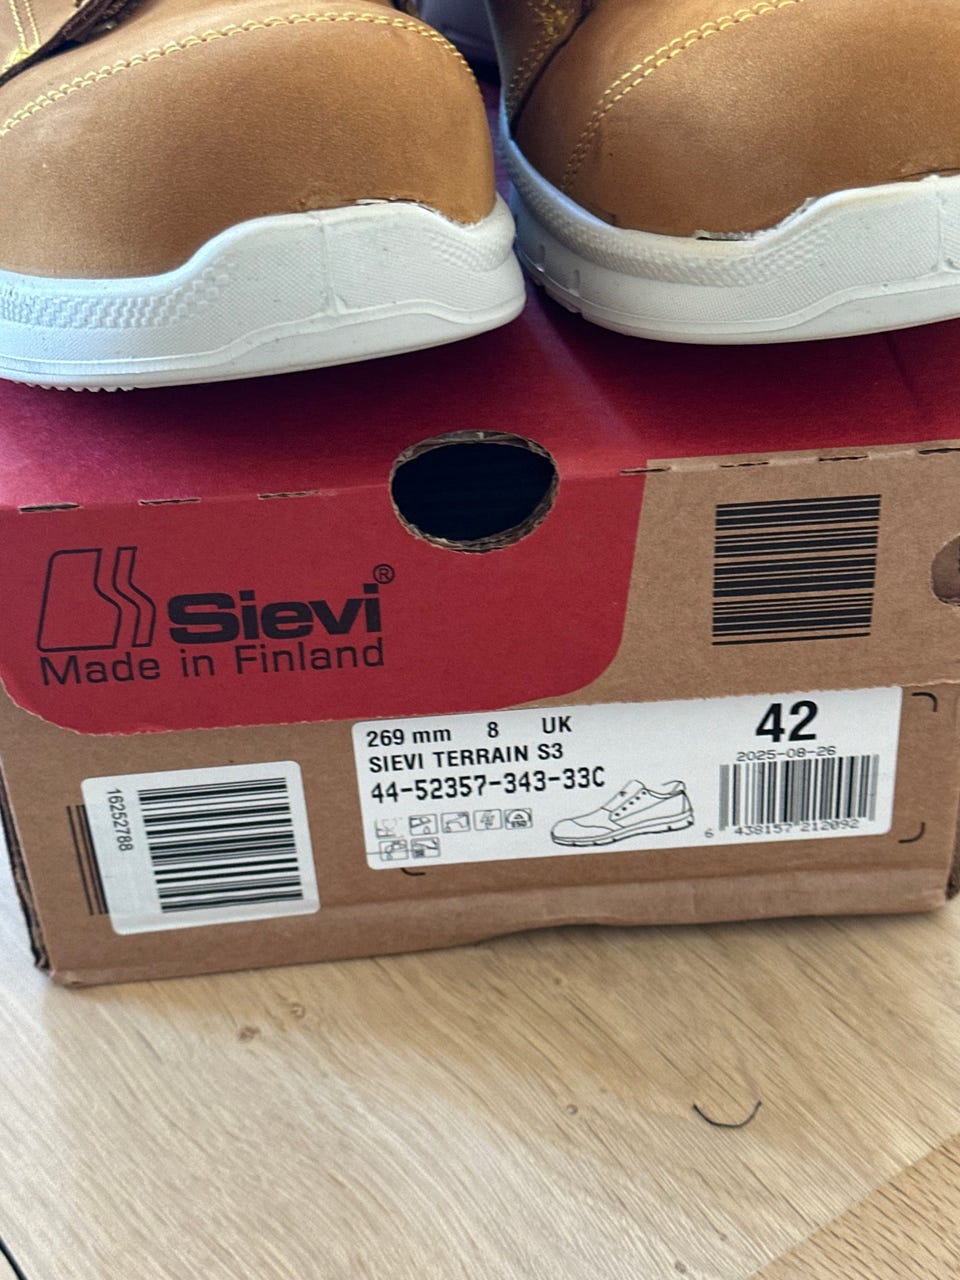 Sievi®
Made in Finland
269 mm 8 UK
SIEVI TERRAIN S3
44-52357-343-33C
42
2025-08-26
6 438157 212092
16252788